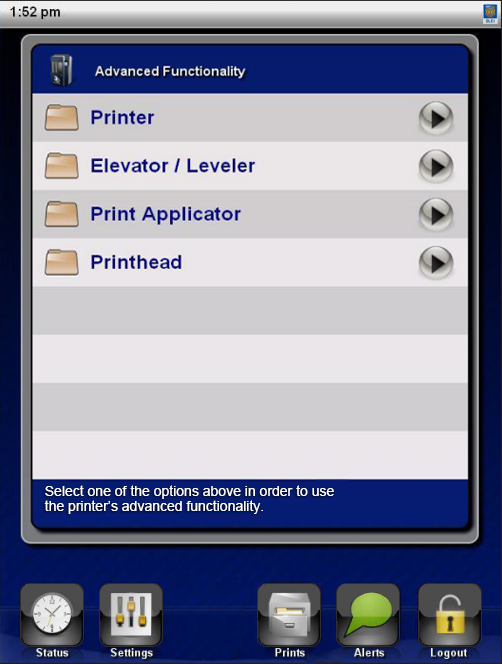 1:52 pm
Advanced Functionality
Printer
Elevator / Leveler
Print Applicator
Printhead
Select one of the options above in order to use
the printer's advanced functionality.
Status
Settings
Prints
Alerts
Logout